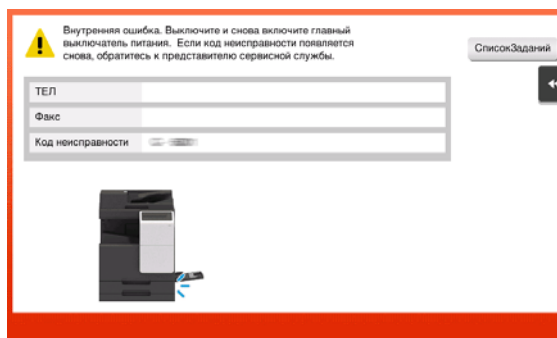 Внутренняя ошибка. Выключите и снова включите главный
выключатель питания. Если код неисправности появляется
снова, обратитесь к представителю сервисной службы.
СписокЗаданий
ТЕЛ
Факс
Код неисправности